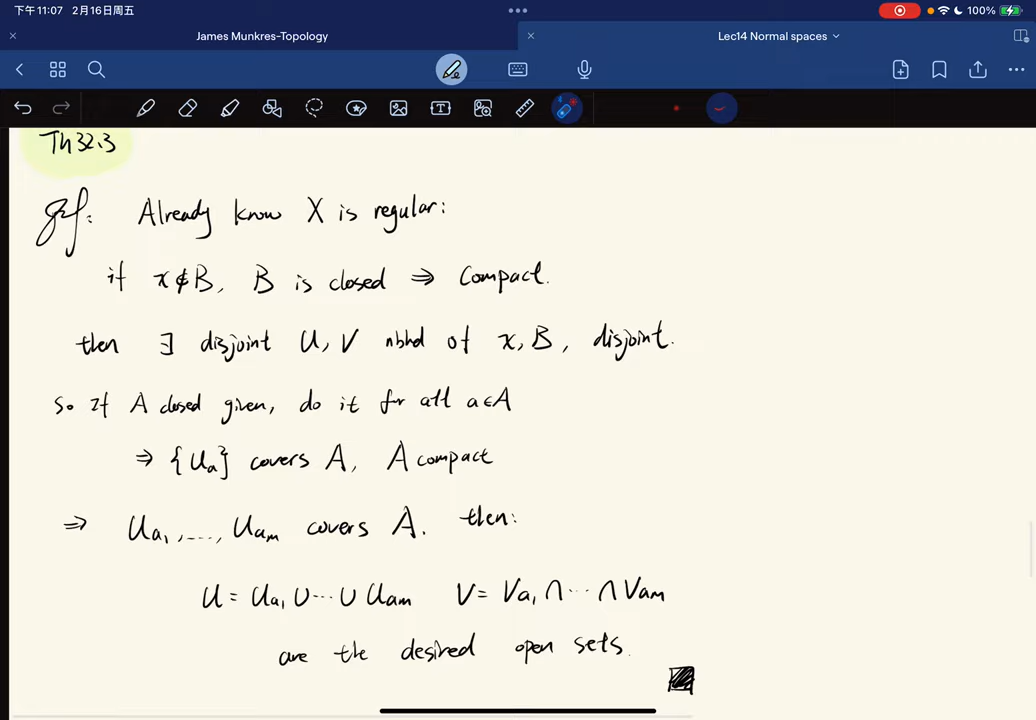 下午11:07 2月16日周五
100%
James Munkres-Topology
Lec14 Normal spaces
Th 32.3
prf: Already know X is regular:
if x∉B, B is closed ⇒ Compact.
then ∃ disjoint U, V nbhd of x, B, disjoint.
So If A closed given, do it for all a∈A
⇒ {Ua} covers A, A compact
⇒ Ua₁,...., Uam covers A. then:
U = Ua₁ ∪ ··· ∪ Uam V = Va₁ ∩ ··· ∩ Vam
are the desired open sets.